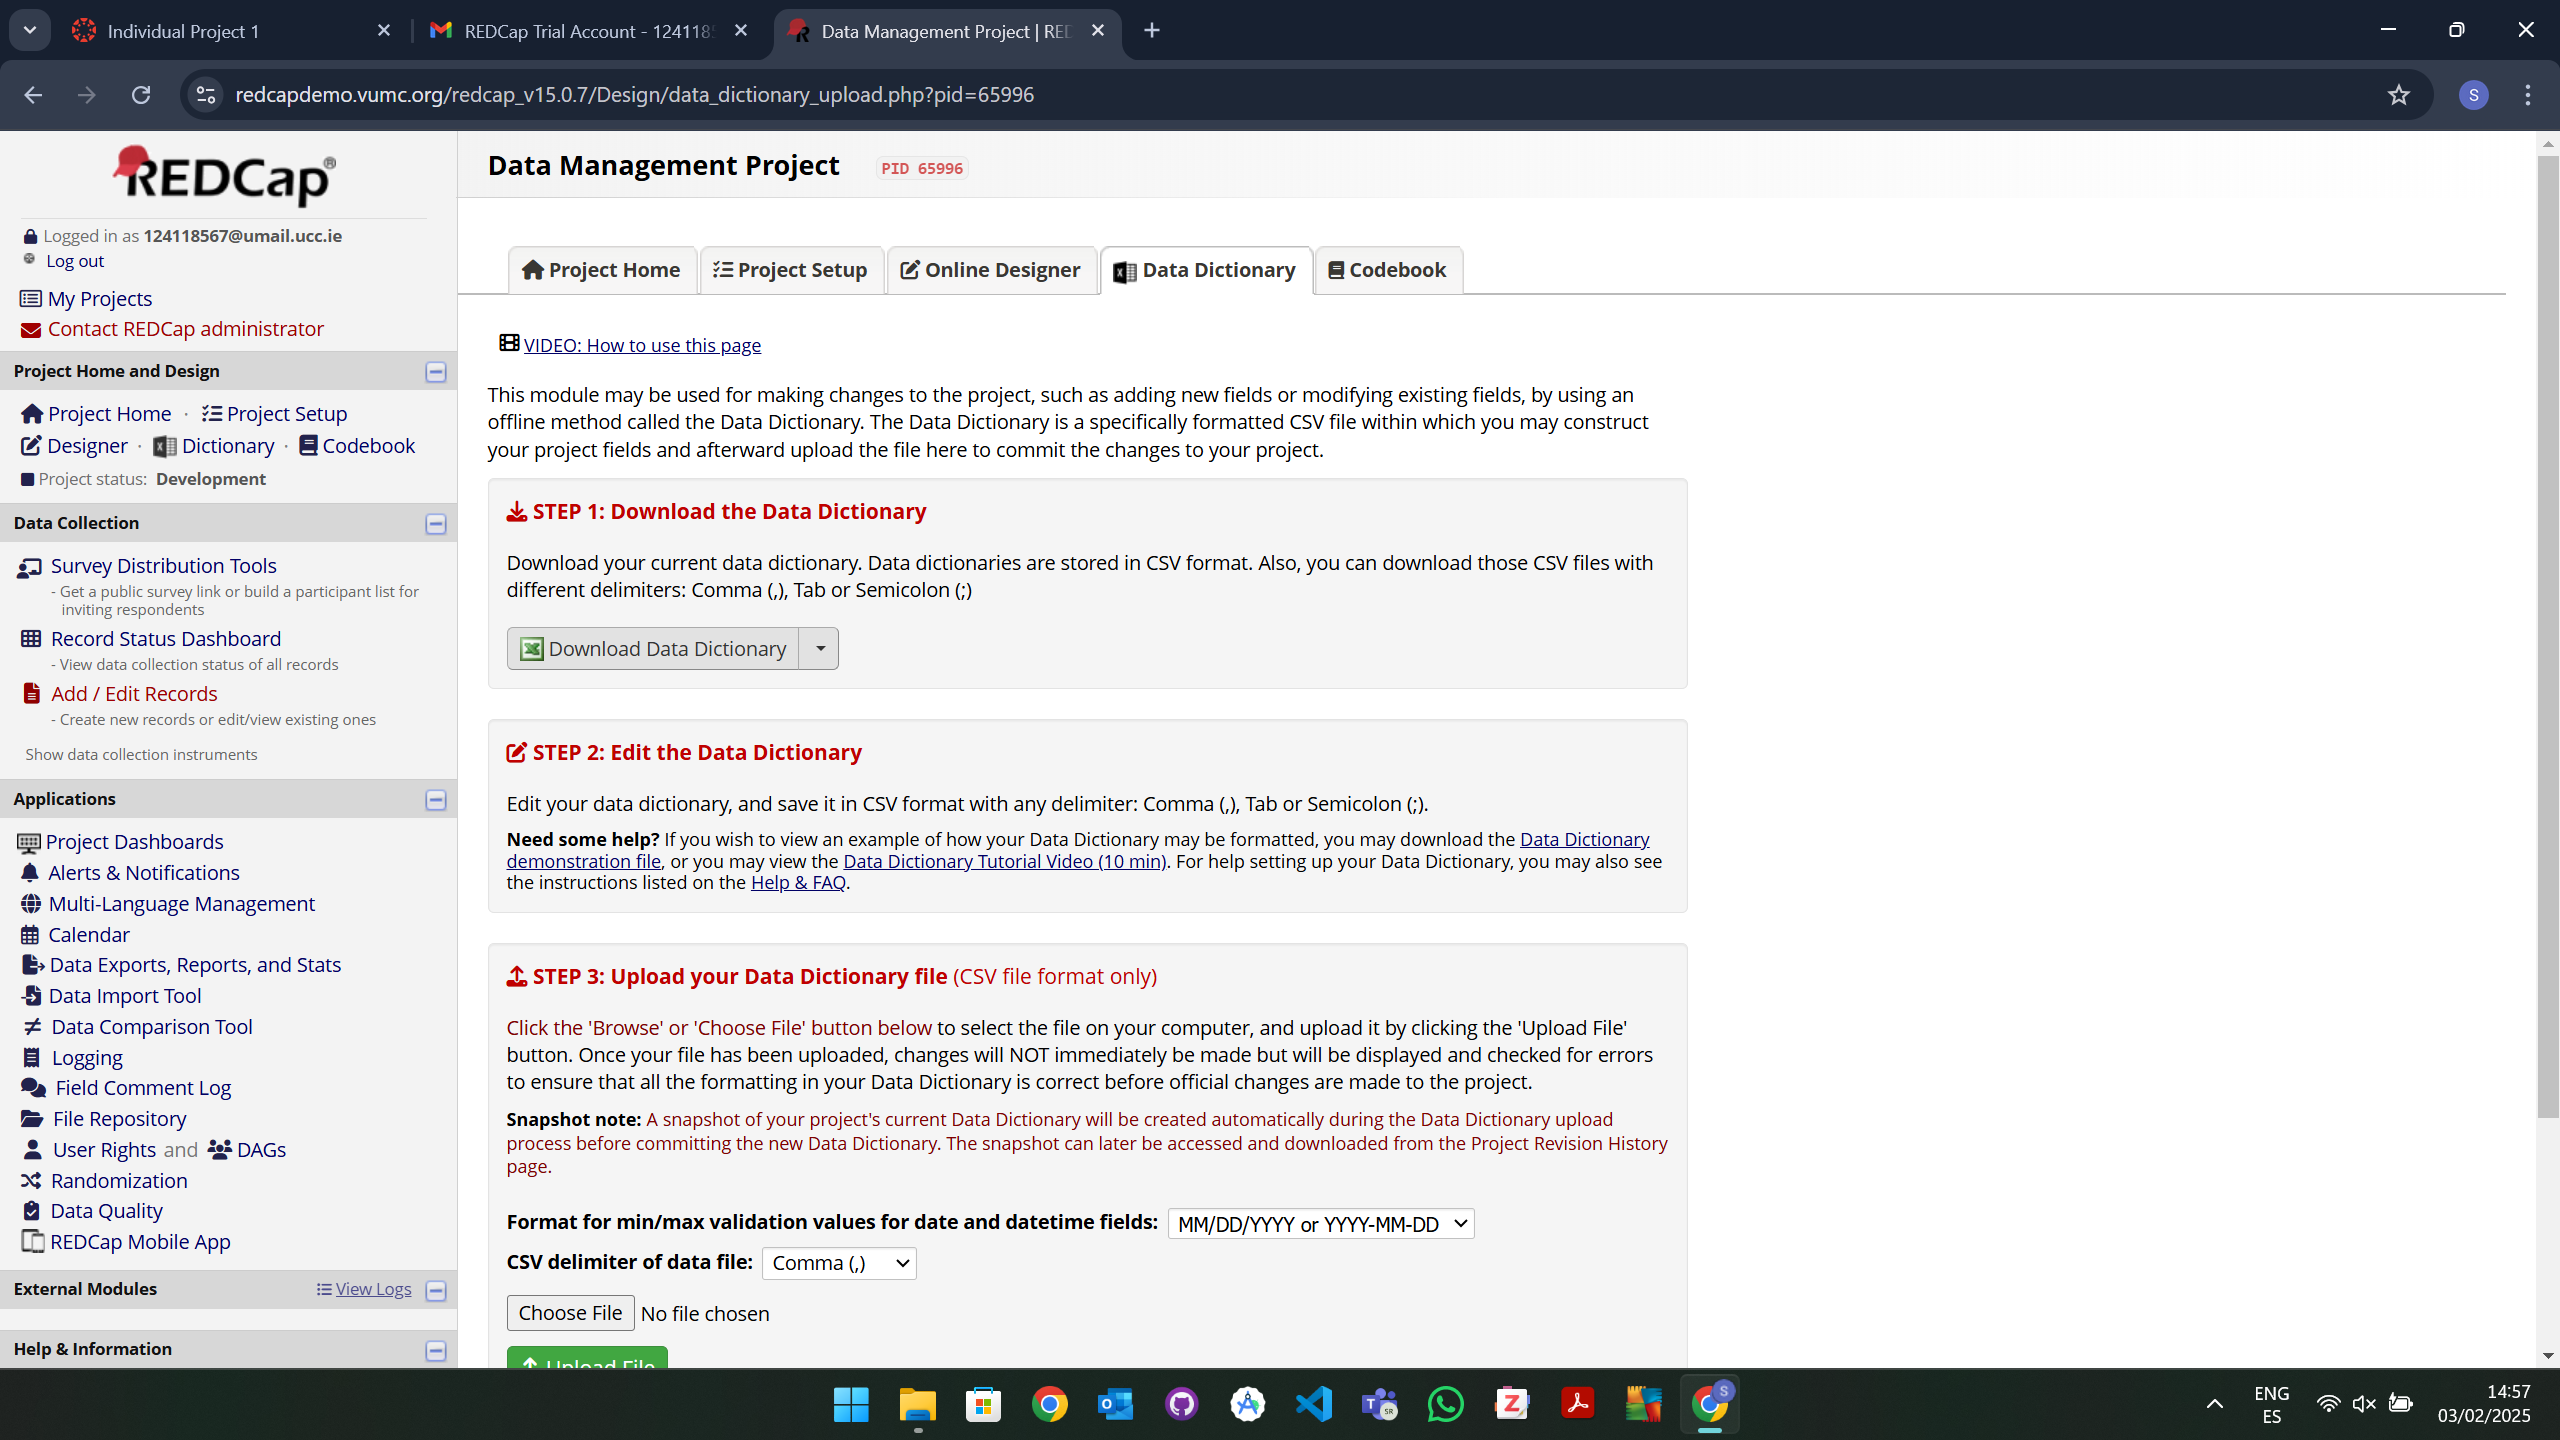 Individual Project 1
REDCap Trial Account - 124118
Data Management Project | RED
redcapdemo.vumc.org/redcap_v15.0.7/Design/data_dictionary_upload.php?pid=65996
S
REDCap®
Logged in as 124118567@umail.ucc.ie
Log out
My Projects
Contact REDCap administrator
Project Home and Design
Project Home · Project Setup
Designer · Dictionary · Codebook
Project status: Development
Data Collection
Survey Distribution Tools
- Get a public survey link or build a participant list for
inviting respondents
Record Status Dashboard
- View data collection status of all records
Add / Edit Records
- Create new records or edit/view existing ones
Show data collection instruments
Applications
Project Dashboards
Alerts & Notifications
Multi-Language Management
Calendar
Data Exports, Reports, and Stats
Data Import Tool
Data Comparison Tool
Logging
Field Comment Log
File Repository
User Rights and DAGs
Randomization
Data Quality
REDCap Mobile App
External Modules View Logs
Help & Information
Data Management Project PID 65996
Project Home
Project Setup
Online Designer
Data Dictionary
Codebook
VIDEO: How to use this page
This module may be used for making changes to the project, such as adding new fields or modifying existing fields, by using an
offline method called the Data Dictionary. The Data Dictionary is a specifically formatted CSV file within which you may construct
your project fields and afterward upload the file here to commit the changes to your project.
STEP 1: Download the Data Dictionary
Download your current data dictionary. Data dictionaries are stored in CSV format. Also, you can download those CSV files with
different delimiters: Comma (,), Tab or Semicolon (;)
Download Data Dictionary
STEP 2: Edit the Data Dictionary
Edit your data dictionary, and save it in CSV format with any delimiter: Comma (,), Tab or Semicolon (;).
Need some help? If you wish to view an example of how your Data Dictionary may be formatted, you may download the Data Dictionary
demonstration file, or you may view the Data Dictionary Tutorial Video (10 min). For help setting up your Data Dictionary, you may also see
the instructions listed on the Help & FAQ.
STEP 3: Upload your Data Dictionary file (CSV file format only)
Click the 'Browse' or 'Choose File' button below to select the file on your computer, and upload it by clicking the 'Upload File'
button. Once your file has been uploaded, changes will NOT immediately be made but will be displayed and checked for errors
to ensure that all the formatting in your Data Dictionary is correct before official changes are made to the project.
Snapshot note: A snapshot of your project's current Data Dictionary will be created automatically during the Data Dictionary upload
process before committing the new Data Dictionary. The snapshot can later be accessed and downloaded from the Project Revision History
page.
Format for min/max validation values for date and datetime fields: MM/DD/YYYY or YYYY-MM-DD
CSV delimiter of data file: Comma (,)
Choose File No file chosen
Upload File
ENG
ES
14:57
03/02/2025